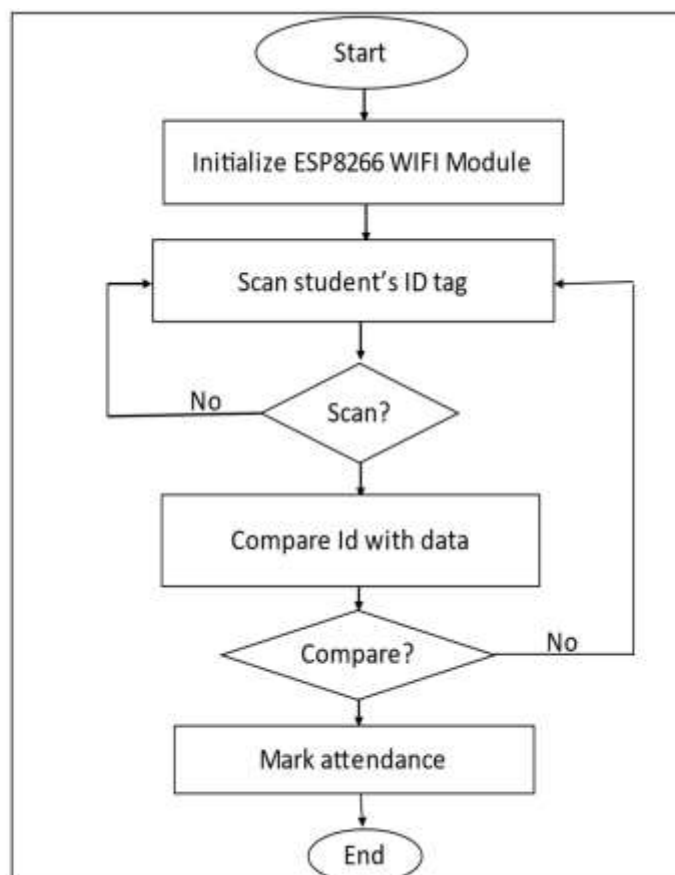 Start
Initialize ESP8266 WIFI Module
Scan student’s ID tag
No
Scan?
Compare Id with data
Compare?
No
Mark attendance
End